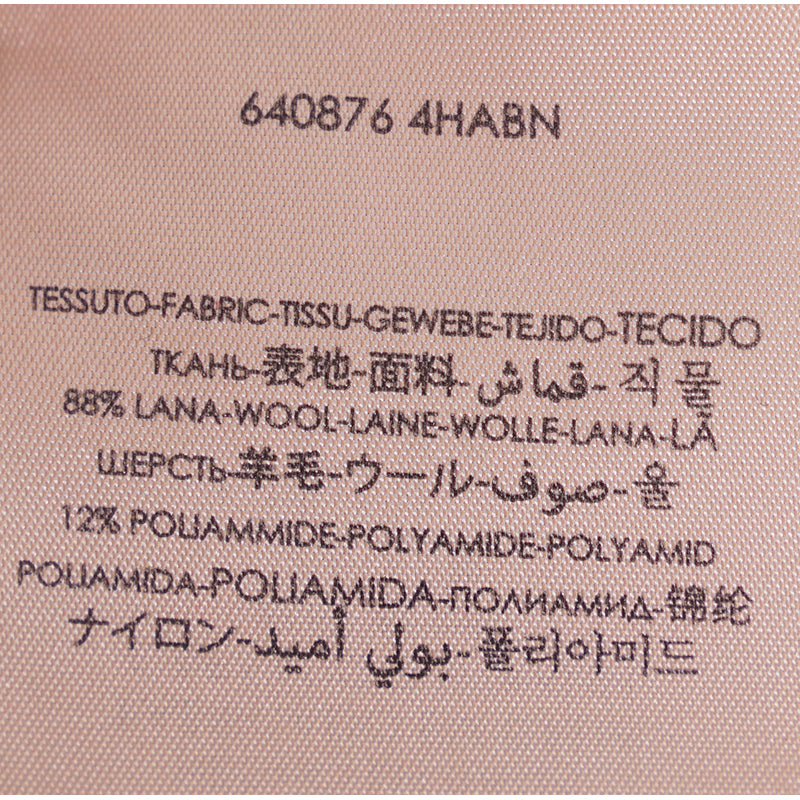 640876 4HABN
TESSUTO-FABRIC-TISSU-GEWEBE-TEJIDO-TECIDO
ТКАНЬ-表地-面料-قماش-직물
88% LANA-WOOL-LAINE-WOLLE-LANA-LÃ
ШЕРСТЬ-羊毛-ウール-صوف-울
12% POLIAMMIDE-POLYAMIDE-POLYAMID
POLIAMIDA-POLIAMIDA-ПОЛИАМИД-锦纶
ナイロン-بولي أميد-폴리아미드